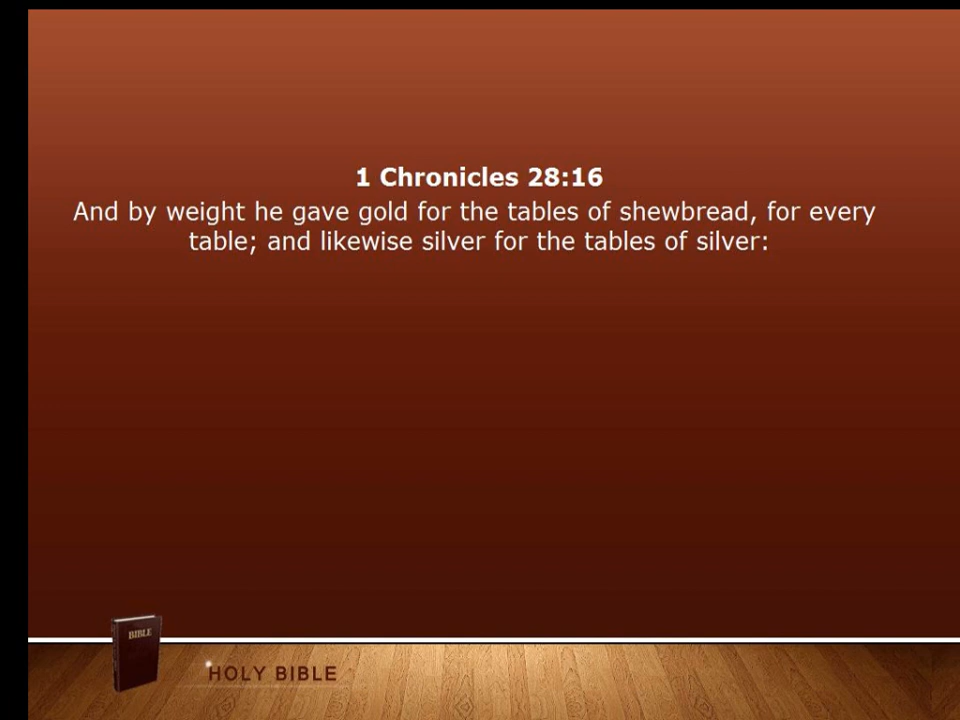 1 Chronicles 28:16
And by weight he gave gold for the tables of shewbread, for every
table; and likewise silver for the tables of silver:
BIBLE
HOLY BIBLE